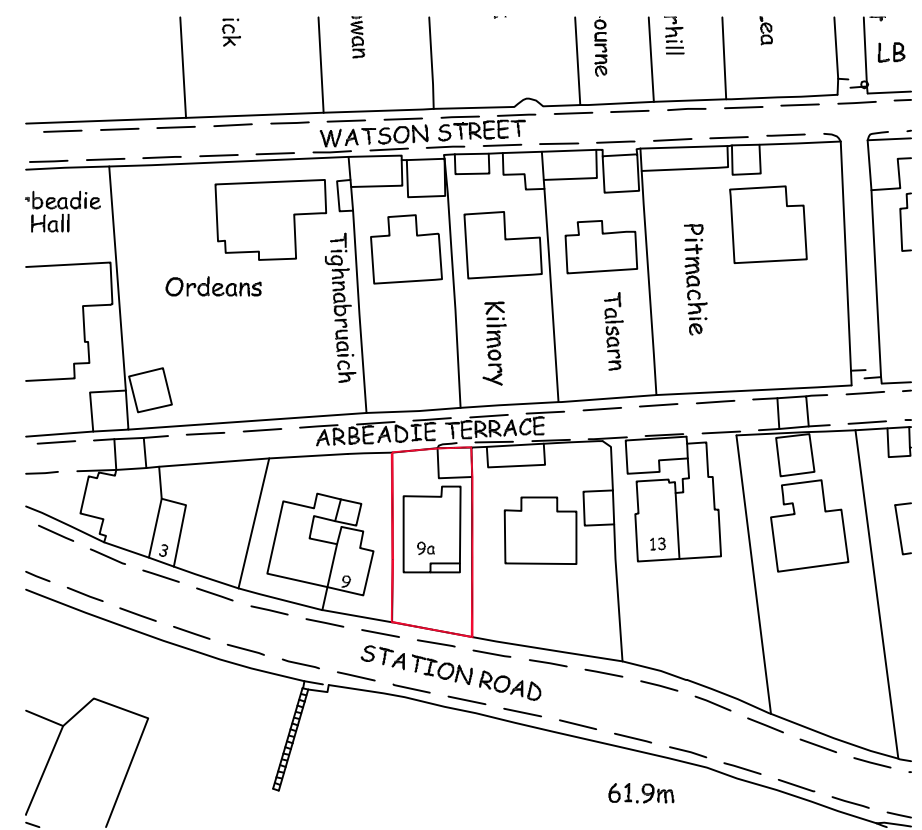 ick
wan
ourne
rhill
ea
LB
WATSON STREET
beadie
Hall
Ordeans
Tighnabruaich
Kilmory
Talsarn
Pitmachie
ARBEADIE TERRACE
3
9
9a
13
STATION ROAD
61.9m